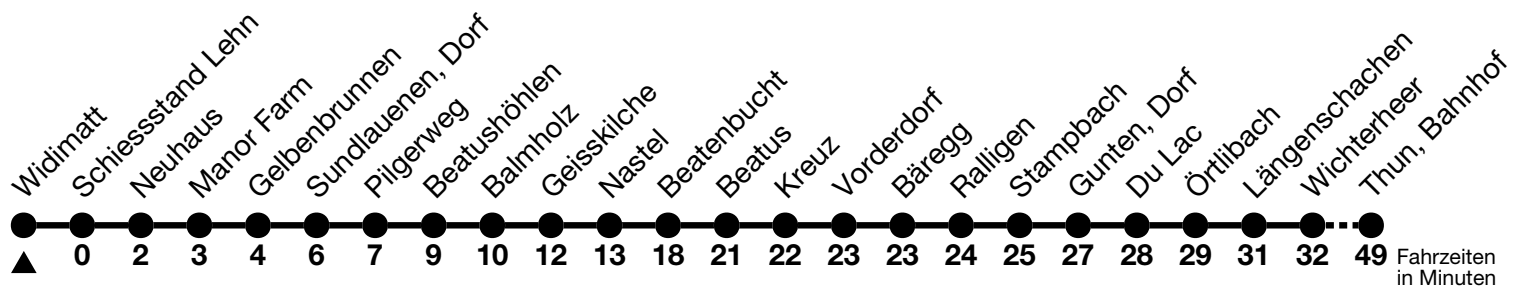 Widimatt
Schiessstand Lehn
Neuhaus
Manor Farm
Gelbenbrunnen
Sundlauenen, Dorf
Pilgerweg
Beatushöhlen
Balmholz
Geisskilche
Nastel
Beatenbucht
Beatus
Kreuz
Vorderdorf
Bäregg
Ralligen
Stampbach
Gunten, Dorf
Du Lac
Örtlibach
Längenschachen
Wichterheer
Thun, Bahnhof
0 2 3 4 6 7 9 10 12 13 18 21 22 23 23 24 25 27 28 29 31 32 49 Fahrzeiten
in Minuten